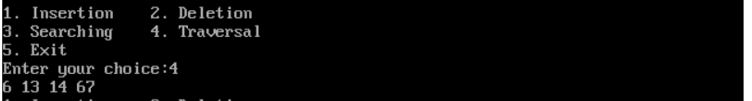 1. Insertion   2. Deletion
3. Searching   4. Traversal
5. Exit
Enter your choice:4
6 13 14 67